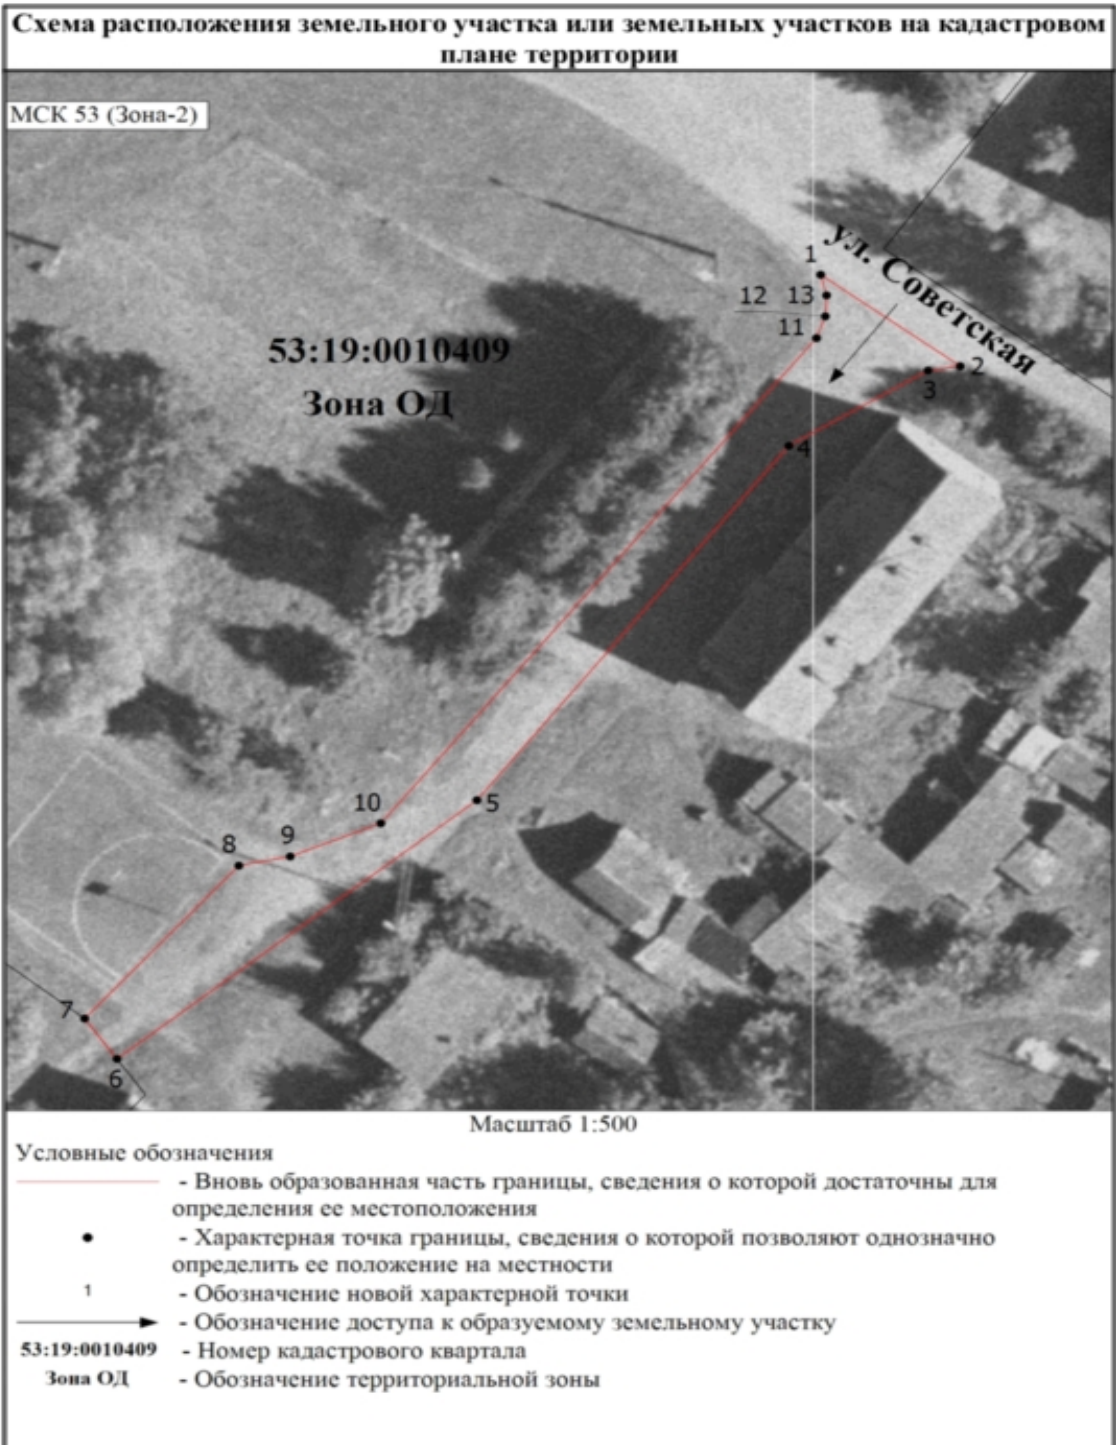 Схема расположения земельного участка или земельных участков на кадастровом
плане территории
МСК 53 (Зона-2)
ул. Советская
1
12 13
11
2
3
53:19:0010409
Зона ОД
4
10
5
9
8
7
6
Масштаб 1:500
Условные обозначения
- Вновь образованная часть границы, сведения о которой достаточны для
определения ее местоположения
- Характерная точка границы, сведения о которой позволяют однозначно
определить ее положение на местности
1 - Обозначение новой характерной точки
- Обозначение доступа к образуемому земельному участку
53:19:0010409 - Номер кадастрового квартала
Зона ОД - Обозначение территориальной зоны